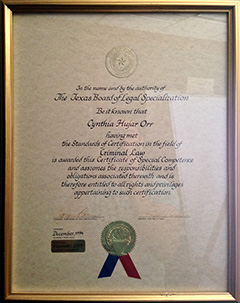 In the name and by the authority of
The Texas Board of Legal Specialization
Be it known that
Cynthia Hujar Orr
having met
the Standards of Certification in the field of
Criminal Law
is awarded this Certificate of Special Competence
and assumes the responsibilities and
obligations associated therewith and is
therefore entitled to all rights and privileges
appertaining to such certification.
December,